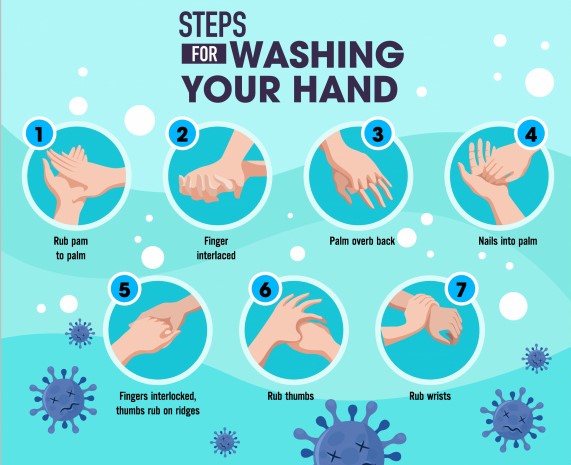 STEPS
FOR WASHING
YOUR HAND
1
Rub pam
to palm
2
Finger
interlaced
3
Palm overb back
4
Nails into palm
5
Fingers interlocked,
thumbs rub on ridges
6
Rub thumbs
7
Rub wrists